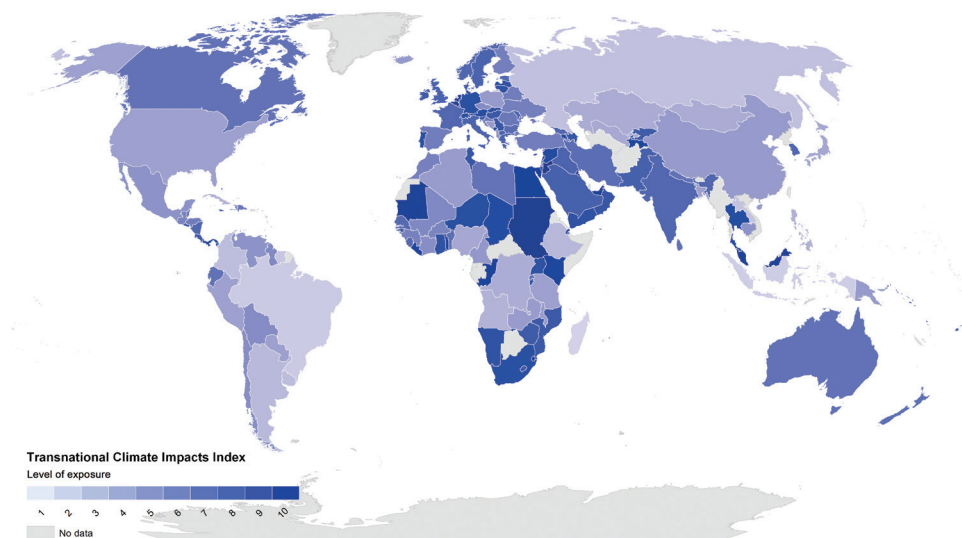 Transnational Climate Impacts Index
Level of exposure
1 2 3 4 5 6 7 8 9 10
No data